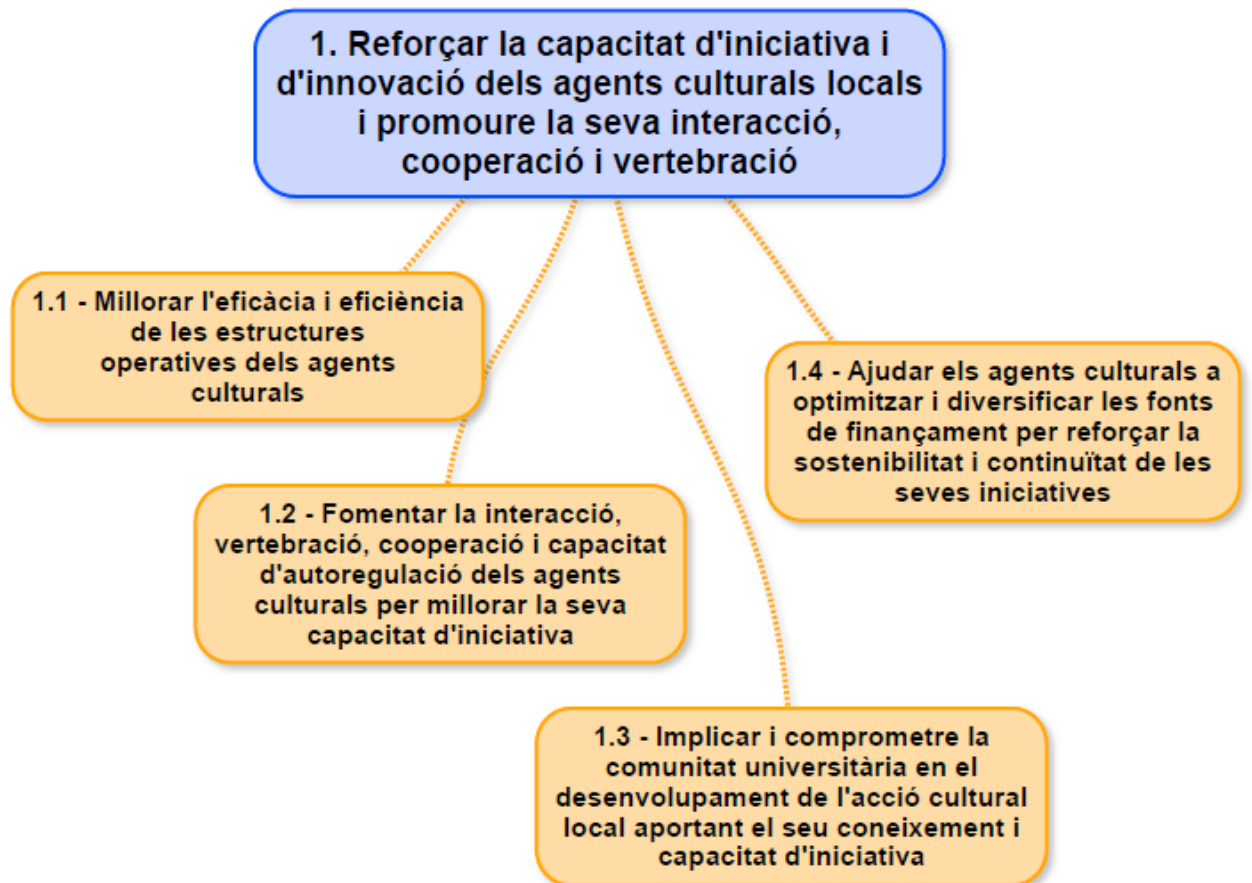 1. Reforçar la capacitat d'iniciativa i
d'innovació dels agents culturals locals
i promoure la seva interacció,
cooperació i vertebració
1.1 - Millorar l'eficàcia i eficiència
de les estructures
operatives dels agents
culturals
1.2 - Fomentar la interacció,
vertebració, cooperació i capacitat
d'autoregulació dels agents
culturals per millorar la seva
capacitat d'iniciativa
1.3 - Implicar i comprometre la
comunitat universitària en el
desenvolupament de l'acció cultural
local aportant el seu coneixement i
capacitat d'iniciativa
1.4 - Ajudar els agents culturals a
optimitzar i diversificar les fonts
de finançament per reforçar la
sostenibilitat i continuïtat de les
seves iniciatives